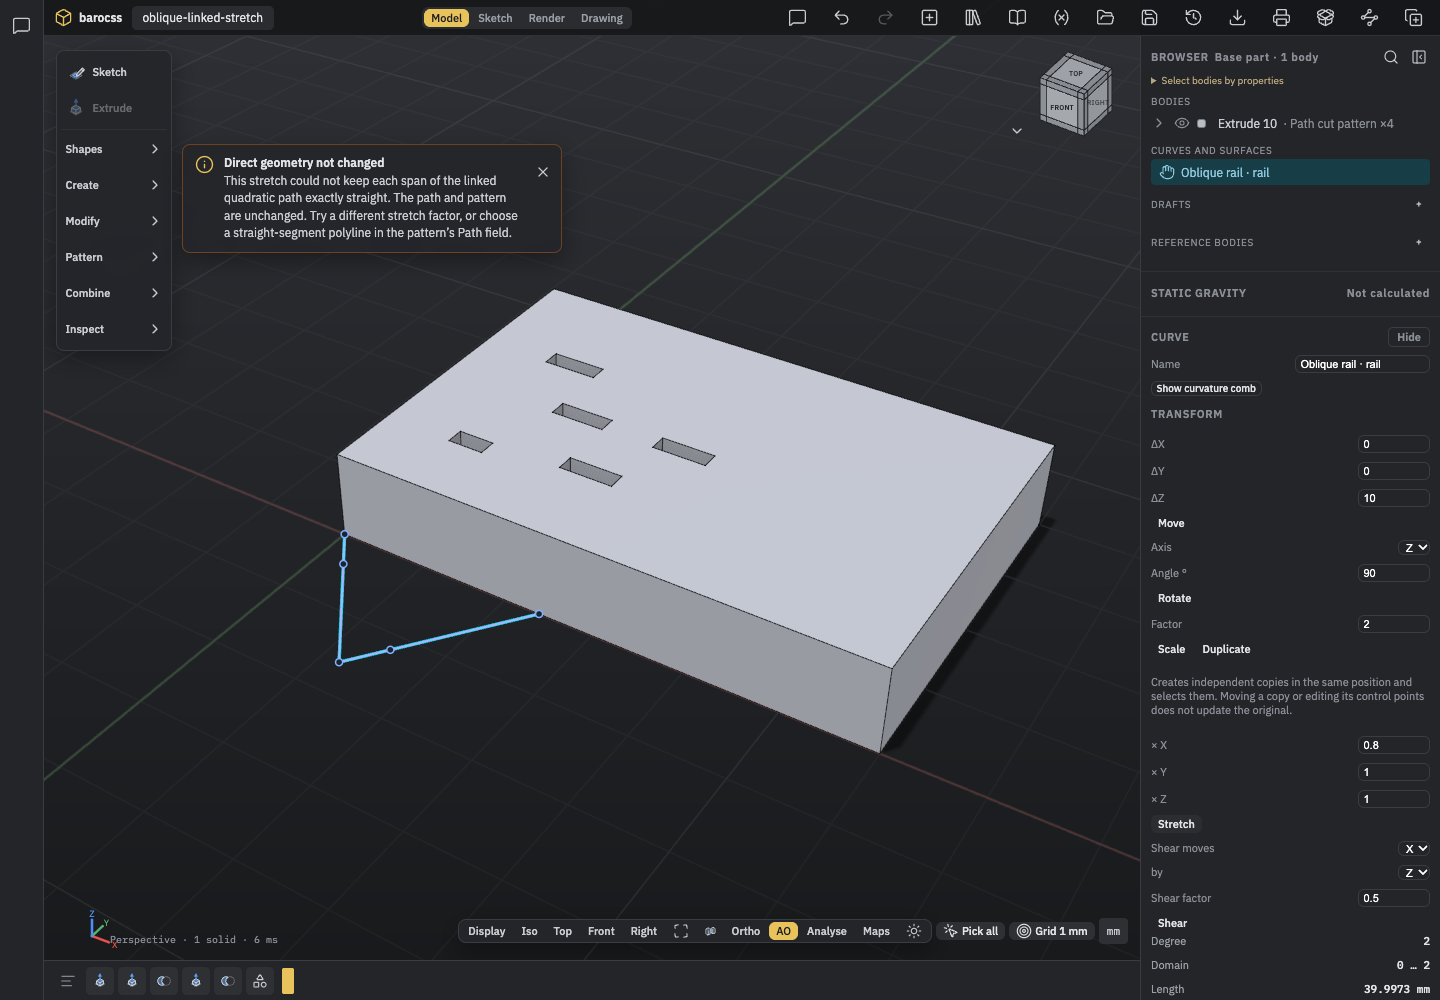 barocss
oblique-linked-stretch
Model
Sketch
Render
Drawing
Sketch
Extrude
Shapes
Create
Modify
Pattern
Combine
Inspect
Direct geometry not changed
This stretch could not keep each span of the linked
quadratic path exactly straight. The path and pattern
are unchanged. Try a different stretch factor, or choose
a straight-segment polyline in the pattern's Path field.
TOP
FRONT
RIGHT
Z
Y
X
Perspective · 1 solid · 6 ms
Display
Iso
Top
Front
Right
Ortho
AO
Analyse
Maps
Pick all
Grid 1 mm
mm
BROWSER Base part · 1 body
Select bodies by properties
BODIES
Extrude 10 · Path cut pattern ×4
CURVES AND SURFACES
Oblique rail · rail
DRAFTS +
REFERENCE BODIES +
STATIC GRAVITY Not calculated
CURVE Hide
Name Oblique rail · rail
Show curvature comb
TRANSFORM
ΔX 0
ΔY 0
ΔZ 10
Move
Axis Z
Angle ° 90
Rotate
Factor 2
Scale Duplicate
Creates independent copies in the same position and
selects them. Moving a copy or editing its control points
does not update the original.
× X 0.8
× Y 1
× Z 1
Stretch
Shear moves X
by Z
Shear factor 0.5
Shear
Degree 2
Domain 0 … 2
Length 39.9973 mm